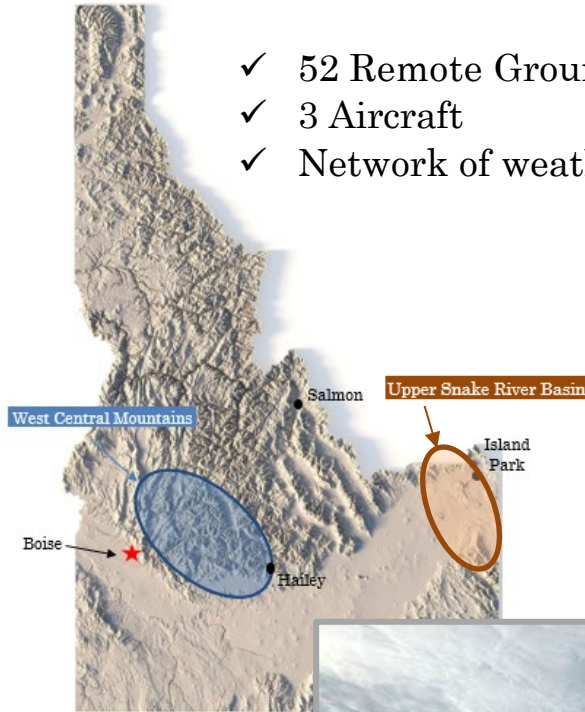 ✓ 52 Remote Groun
✓ 3 Aircraft
✓ Network of weat
Salmon
Upper Snake River Basin
West Central Mountains
Island
Park
Boise
Hailey